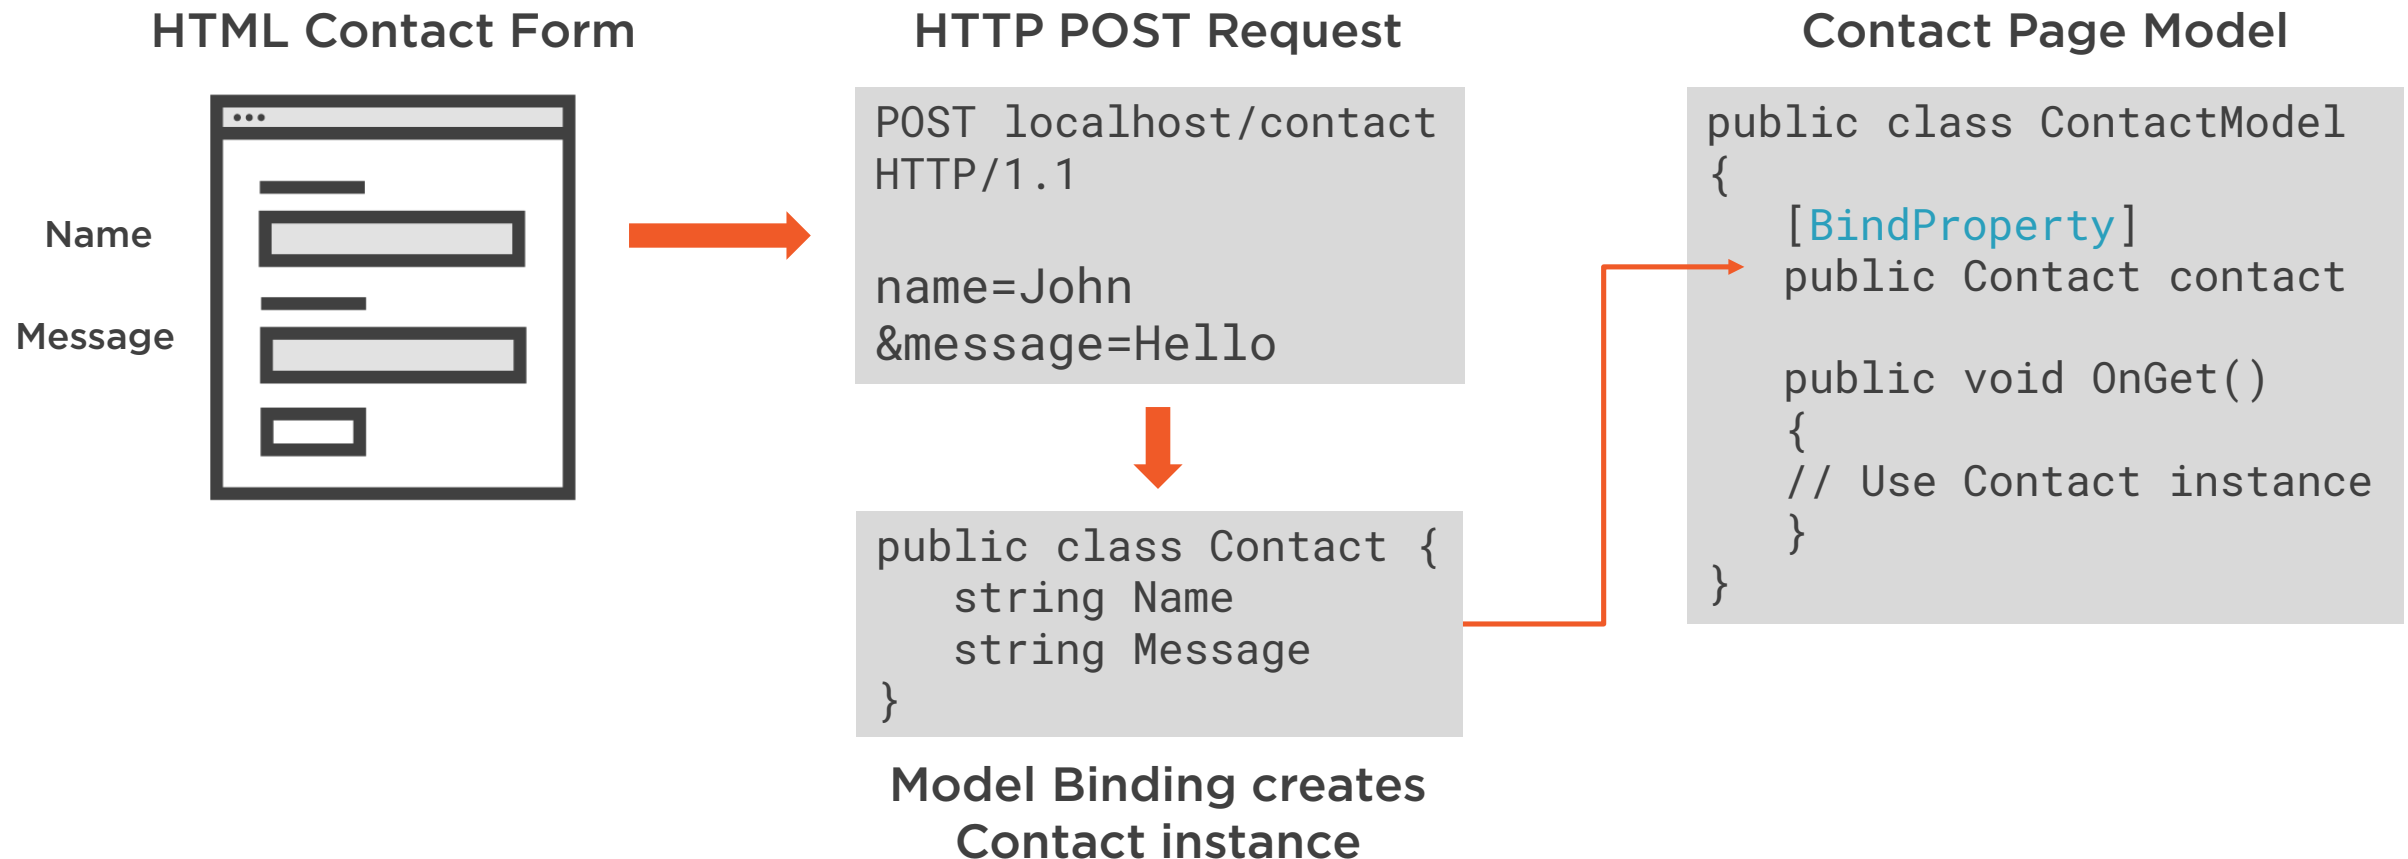 HTML Contact Form
Name
Message
HTTP POST Request
POST localhost/contact
HTTP/1.1
name=John
&message=Hello
public class Contact {
string Name
string Message
}
Model Binding creates
Contact instance
Contact Page Model
public class ContactModel
{
[BindProperty]
public Contact contact
public void OnGet()
{
// Use Contact instance
}
}